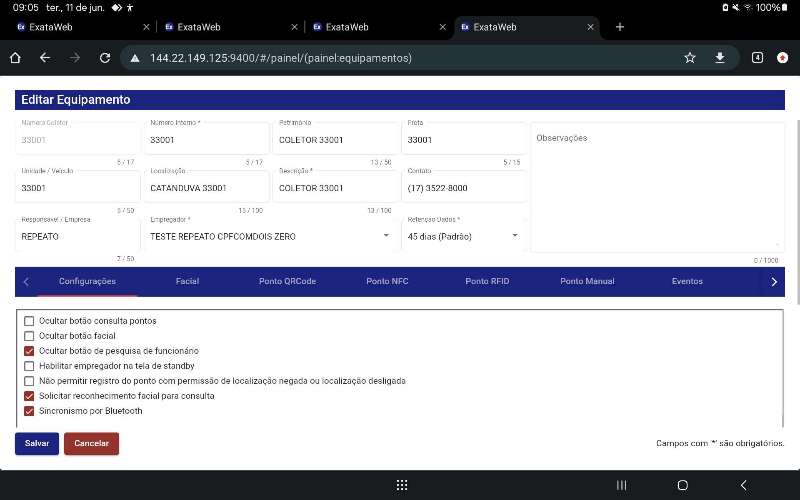 09:05 ter., 11 de jun. 100%
ExataWeb ExataWeb ExataWeb ExataWeb
144.22.149.125:9400/#/painel/(painel:equipamentos) 4
Editar Equipamento
Número Coletor Número Interno * Patrimônio Frota
33001 33001 COLETOR 33001 33001 Observações
5 / 17 5 / 17 13 / 50 5 / 15
Unidade / Veículo Localização Descrição * Contato
33001 CATANDUVA 33001 COLETOR 33001 (17) 3522-8000
5 / 50 15 / 100 13 / 100
Responsável / Empresa Empregador * Retenção Dados *
REPEATO TESTE REPEATO CPFCOMDOIS ZERO 45 dias (Padrão)
7 / 50 0 / 1000
Configurações Facial Ponto QRCode Ponto NFC Ponto RFID Ponto Manual Eventos
Ocultar botão consulta pontos
Ocultar botão facial
Ocultar botão de pesquisa de funcionário
Habilitar empregador na tela de standby
Não permitir registro do ponto com permissão de localização negada ou localização desligada
Solicitar reconhecimento facial para consulta
Sincronismo por Bluetooth
Salvar Cancelar Campos com '*' são obrigatórios.